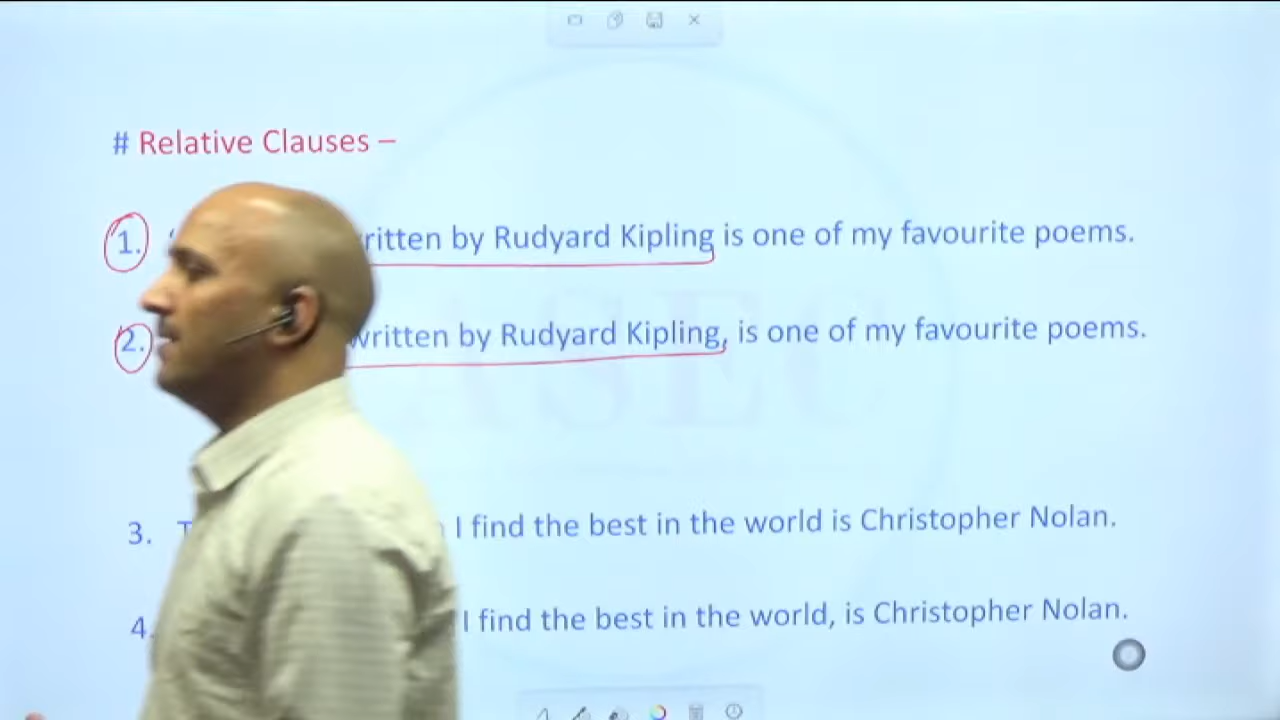 # Relative Clauses –
1. written by Rudyard Kipling is one of my favourite poems.
2. written by Rudyard Kipling, is one of my favourite poems.
3. I find the best in the world is Christopher Nolan.
4. I find the best in the world, is Christopher Nolan.
ASEC